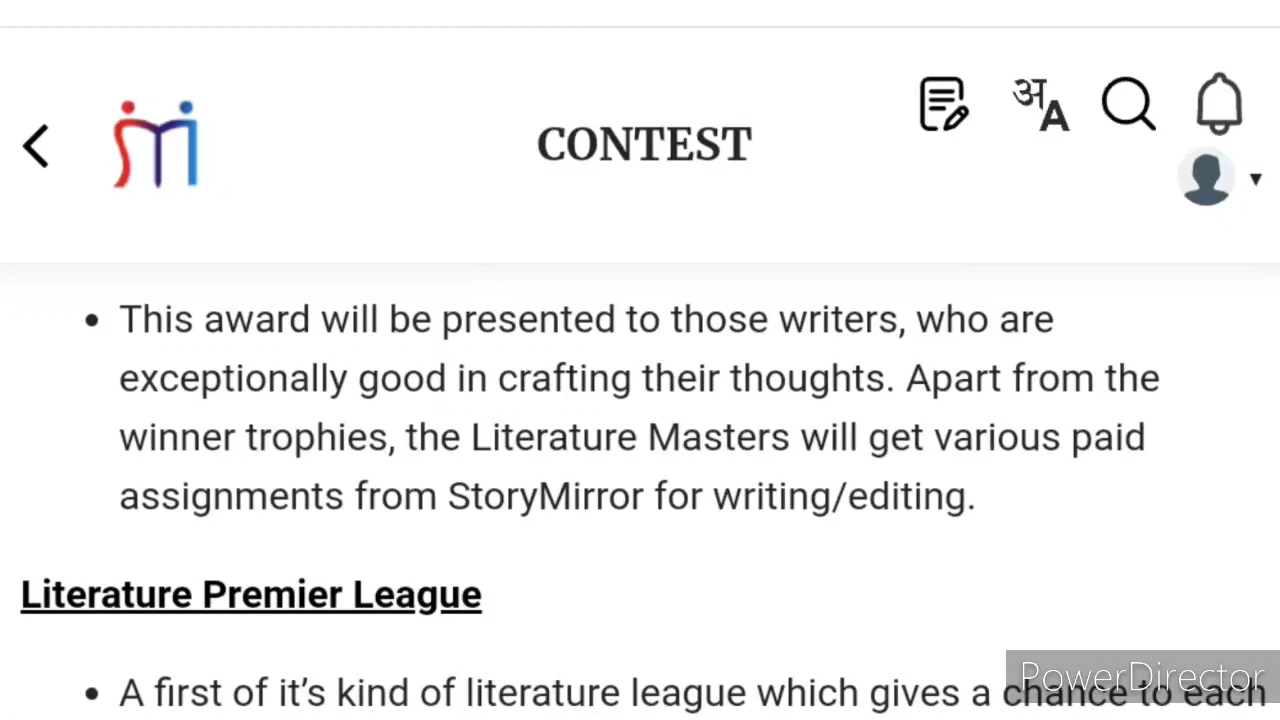 CONTEST
अA
This award will be presented to those writers, who are
exceptionally good in crafting their thoughts. Apart from the
winner trophies, the Literature Masters will get various paid
assignments from StoryMirror for writing/editing.
Literature Premier League
A first of it's kind of literature league which gives a chance to each
PowerDirector